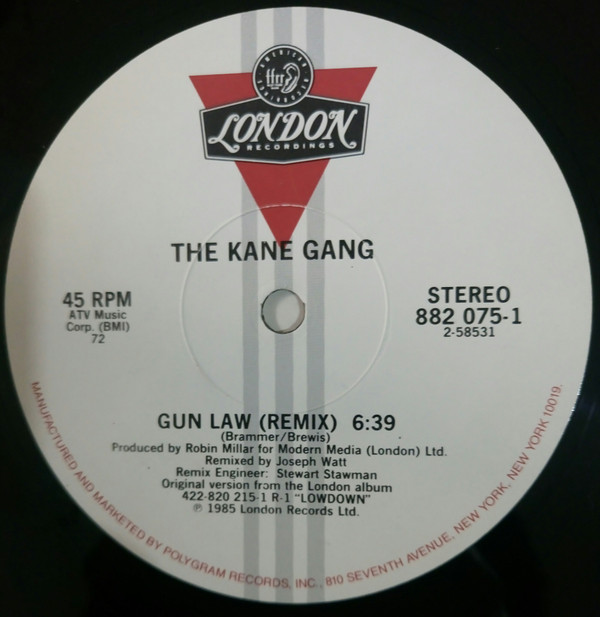 AMERICAN
ffrr
LONDON
RECORDINGS
THE KANE GANG
45 RPM
ATV Music
Corp. (BMI)
72
STEREO
882 075-1
2-58531
GUN LAW (REMIX) 6:39
(Brammer/Brewis)
Produced by Robin Millar for Modern Media (London) Ltd.
Remixed by Joseph Watt
Remix Engineer: Stewart Stawman
Original version from the London album
422-820 215-1 R-1 "LOWDOWN"
℗ 1985 London Records Ltd.
MANUFACTURED AND MARKETED BY POLYGRAM RECORDS, INC., 810 SEVENTH AVENUE, NEW YORK, NEW YORK 10019.